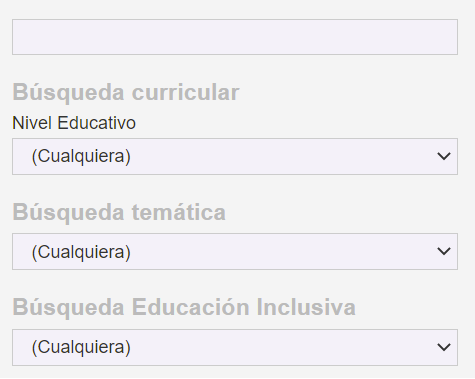 Búsqueda curricular
Nivel Educativo
(Cualquiera)
Búsqueda temática
(Cualquiera)
Búsqueda Educación Inclusiva
(Cualquiera)